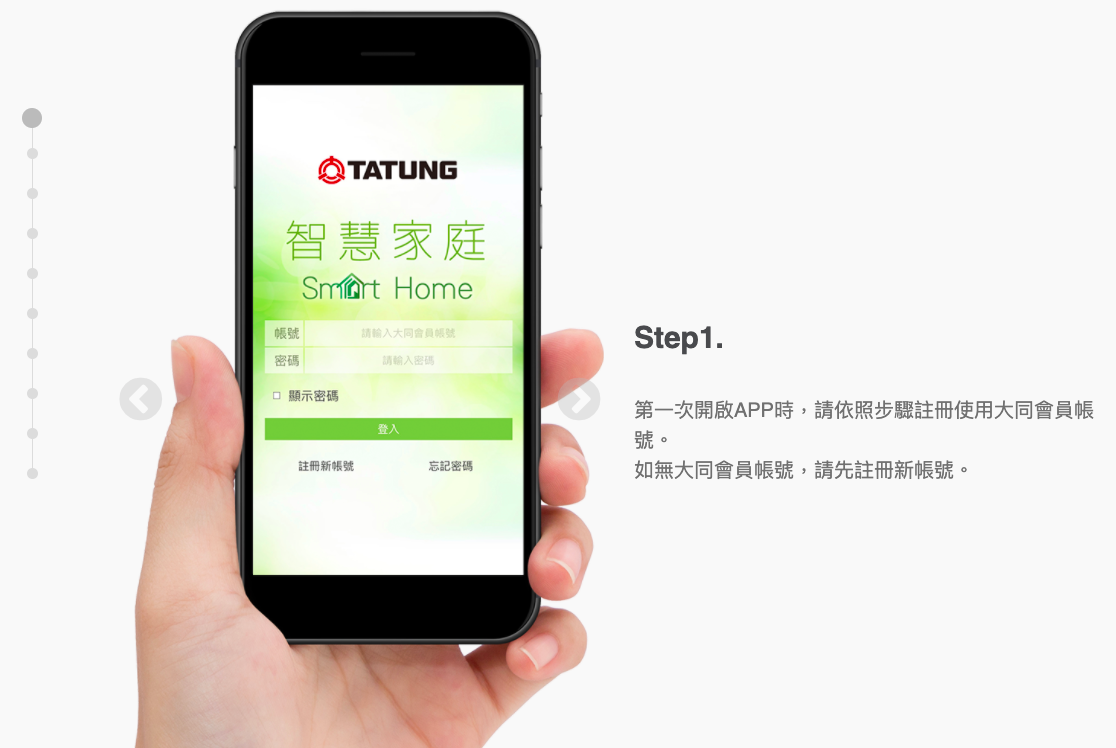 TATUNG
智慧家庭
Smart Home
帳號 請輸入大同會員帳號
密碼 請輸入密碼
顯示密碼
登入
註冊新帳號 忘記密碼
Step1.
第一次開啟APP時，請依照步驟註冊使用大同會員帳
號。
如無大同會員帳號，請先註冊新帳號。